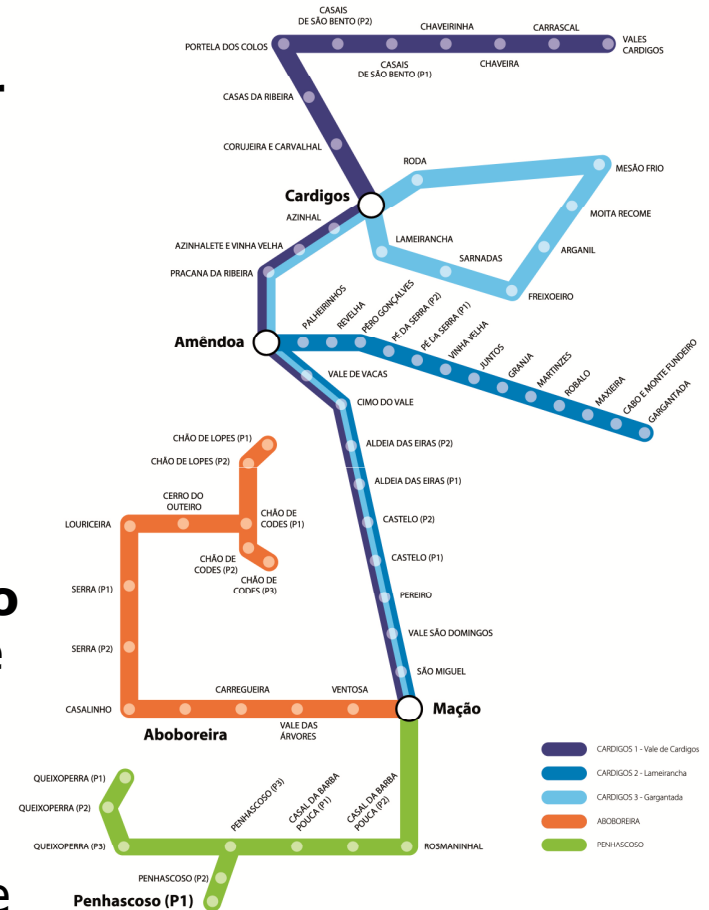 CASAIS
DE SÃO BENTO (P2)
CHAVEIRINHA
CARRASCAL
PORTELA DOS COLOS
VALES
CARDIGOS
CASAIS
DE SÃO BENTO (P1)
CHAVEIRA
CASAS DA RIBEIRA
CORUJEIRA E CARVALHAL
RODA
MESÃO FRIO
Cardigos
MOITA RECOME
AZINHAL
LAMEIRANCHA
AZINHALETE E VINHA VELHA
SARNADAS
ARGANIL
PRACANA DA RIBEIRA
FREIXOEIRO
Amêndoa
PALHEIRINHOS
REVELHA
PÊRO GONÇALVES
PÉ DA SERRA (P2)
PÉ DA SERRA (P1)
VINHA VELHA
JUNTOS
GRANJA
MARTINZES
ROBALO
MAXIEIRA
CABO E MONTE FUNDEIRO
GARGANTADA
VALE DE VACAS
CIMO DO VALE
CHÃO DE LOPES (P1)
ALDEIA DAS EIRAS (P2)
CHÃO DE LOPES (P2)
ALDEIA DAS EIRAS (P1)
CERRO DO
OUTEIRO
LOURICEIRA
CHÃO DE
CODES (P1)
CASTELO (P2)
CHÃO DE
CODES (P2)
CASTELO (P1)
CHÃO DE
CODES (P3)
SERRA (P1)
PEREIRO
o
VALE SÃO DOMINGOS
SERRA (P2)
e
SÃO MIGUEL
CARREGUEIRA
VENTOSA
CASALINHO
Mação
VALE DAS
ÁRVORES
Aboboreira
CARDIGOS 1 - Vale de Cardigos
CARDIGOS 2 - Lameirancha
CARDIGOS 3 - Gargantada
ABOBOREIRA
PENHASCOSO
QUEIXOPERRA (P1)
QUEIXOPERRA (P2)
PENHASCOSO (P3)
CASAL DA BARBA
POUCA (P1)
CASAL DA BARBA
POUCA (P2)
QUEIXOPERRA (P3)
ROSMANINHAL
PENHASCOSO (P2)
e
Penhascoso (P1)